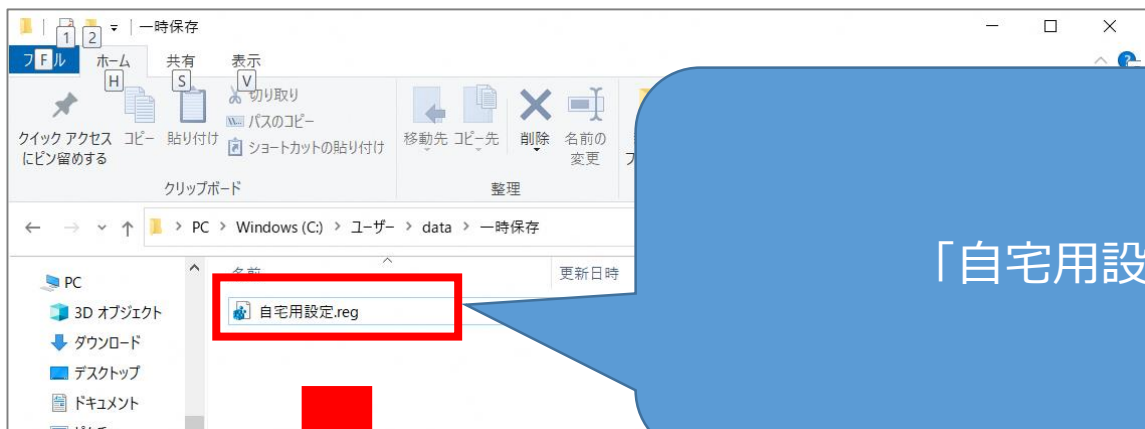 一時保存
1 2
フ F ル ホーム 共有 表示
H S V
切り取り
パスのコピー
ショートカットの貼り付け
クイック アクセス
にピン留めする
コピー 貼り付け
移動先 コピー先 削除 名前の
変更
クリップボード 整理
PC > Windows (C:) > ユーザー > data > 一時保存
名前 更新日時
PC
自宅用設定.reg
3D オブジェクト
ダウンロード
デスクトップ
ドキュメント
「自宅用設